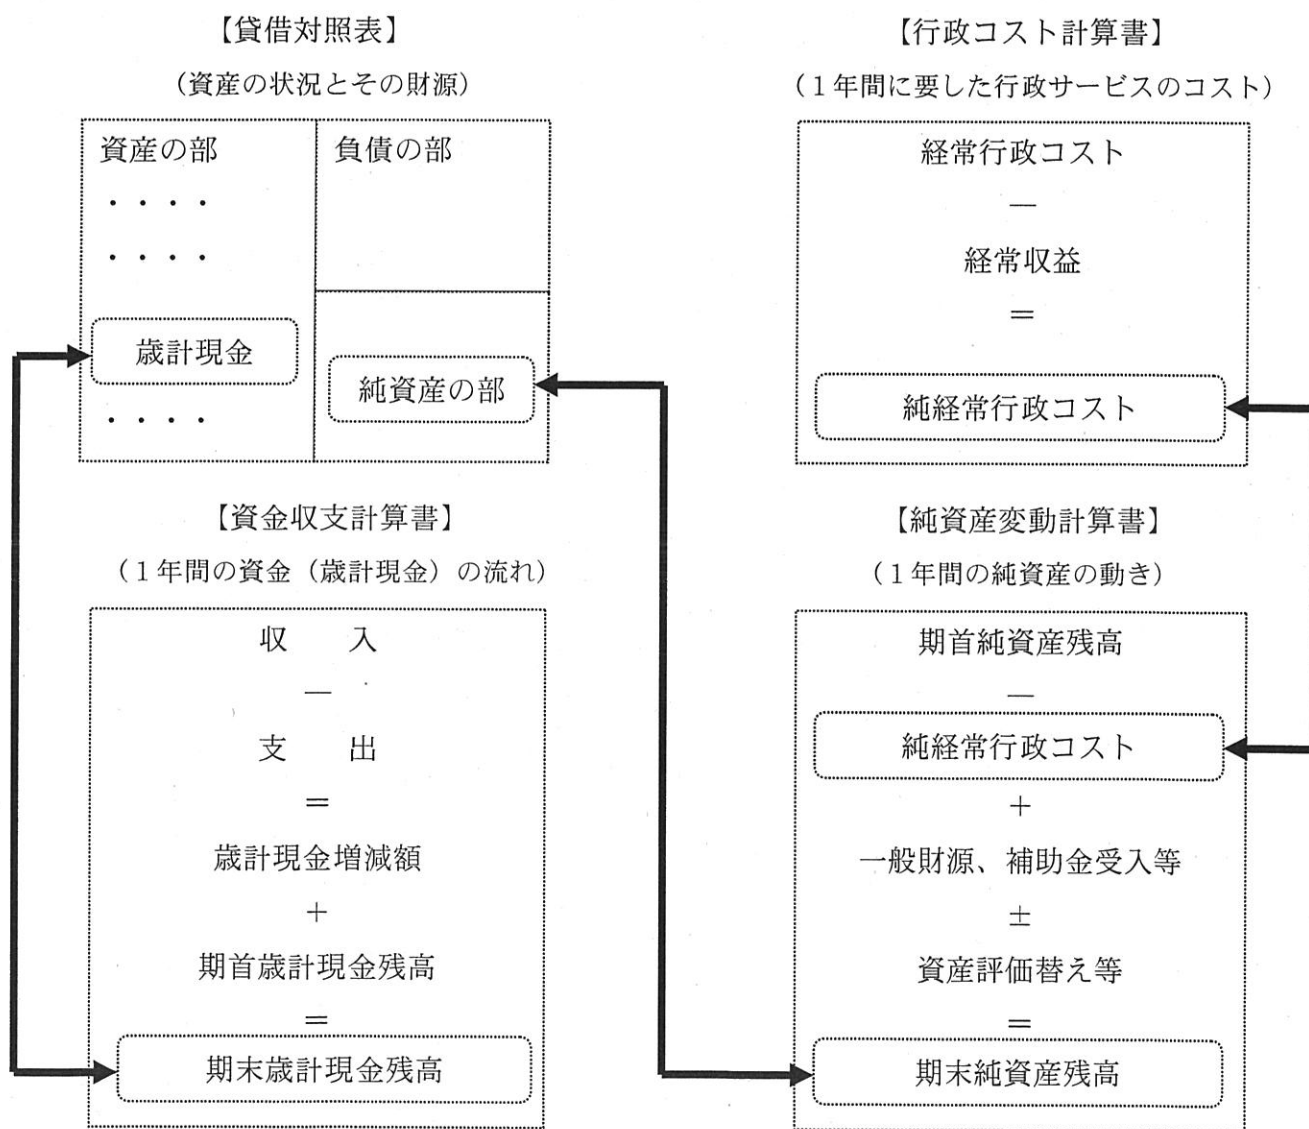 【貸借対照表】
（資産の状況とその財源）
資産の部
・・・・
・・・・
歳計現金
・・・・
負債の部
純資産の部
【行政コスト計算書】
（１年間に要した行政サービスのコスト）
経常行政コスト
－
経常収益
＝
純経常行政コスト
【資金収支計算書】
（１年間の資金（歳計現金）の流れ）
収　　入
－
支　　出
＝
歳計現金増減額
＋
期首歳計現金残高
＝
期末歳計現金残高
【純資産変動計算書】
（１年間の純資産の動き）
期首純資産残高
－
純経常行政コスト
＋
一般財源、補助金受入等
±
資産評価替え等
＝
期末純資産残高